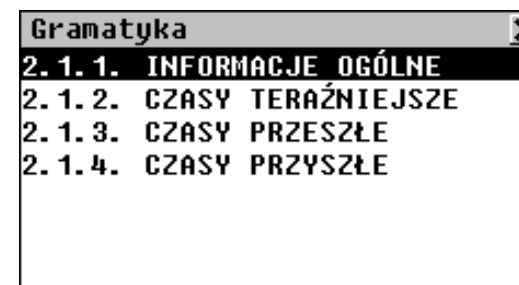 Gramatyka
2.1.1. INFORMACJE OGÓLNE
2.1.2. CZASY TERAŹNIEJSZE
2.1.3. CZASY PRZESZŁE
2.1.4. CZASY PRZYSZŁE